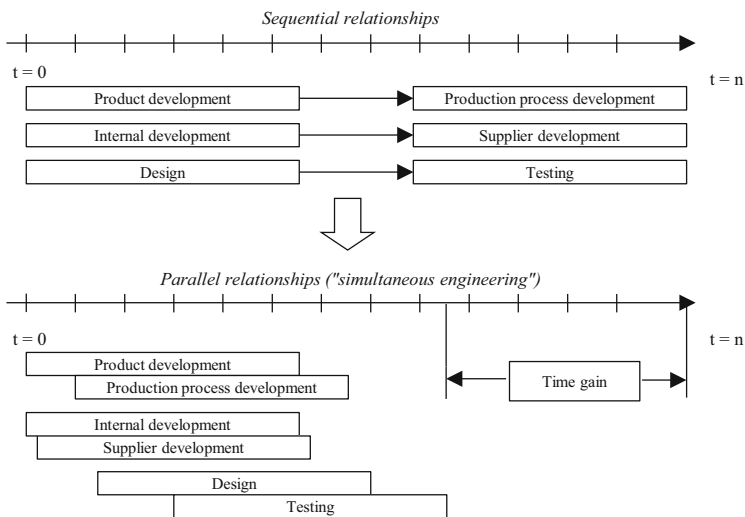 Sequential relationships
t = 0
t = n
Product development
Production process development
Internal development
Supplier development
Design
Testing
Parallel relationships ("simultaneous engineering")
t = 0
t = n
Product development
Production process development
Time gain
Internal development
Supplier development
Design
Testing